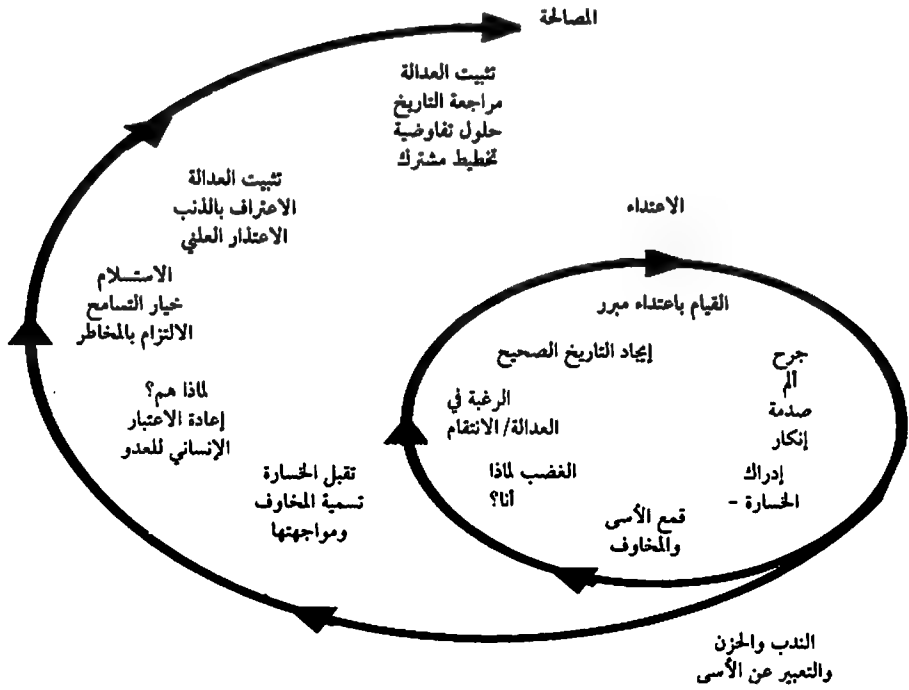 المصالحة
تثبيت العدالة
مراجعة التاريخ
حلول تفاوضية
تخطيط مشترك
تثبيت العدالة
الاعتراف بالذنب
الاعتذار العلني
الاستسلام
خيار التسامح
الالتزام بالمخاطر
لماذا هم؟
إعادة الاعتبار
الإنساني للعدو
تقبل الخسارة
تسمية المخاوف
ومواجهتها
الاعتداء
القيام باعتداء مبرر
إيجاد التاريخ الصحيح
الرغبة في
العدالة/ الانتقام
الغضب لماذا
أنا؟
قمع الأسى
والمخاوف
جرح
ألم
صدمة
إنكار
إدراك
الخسارة -
الندب والحزن
والتعبير عن الأسى